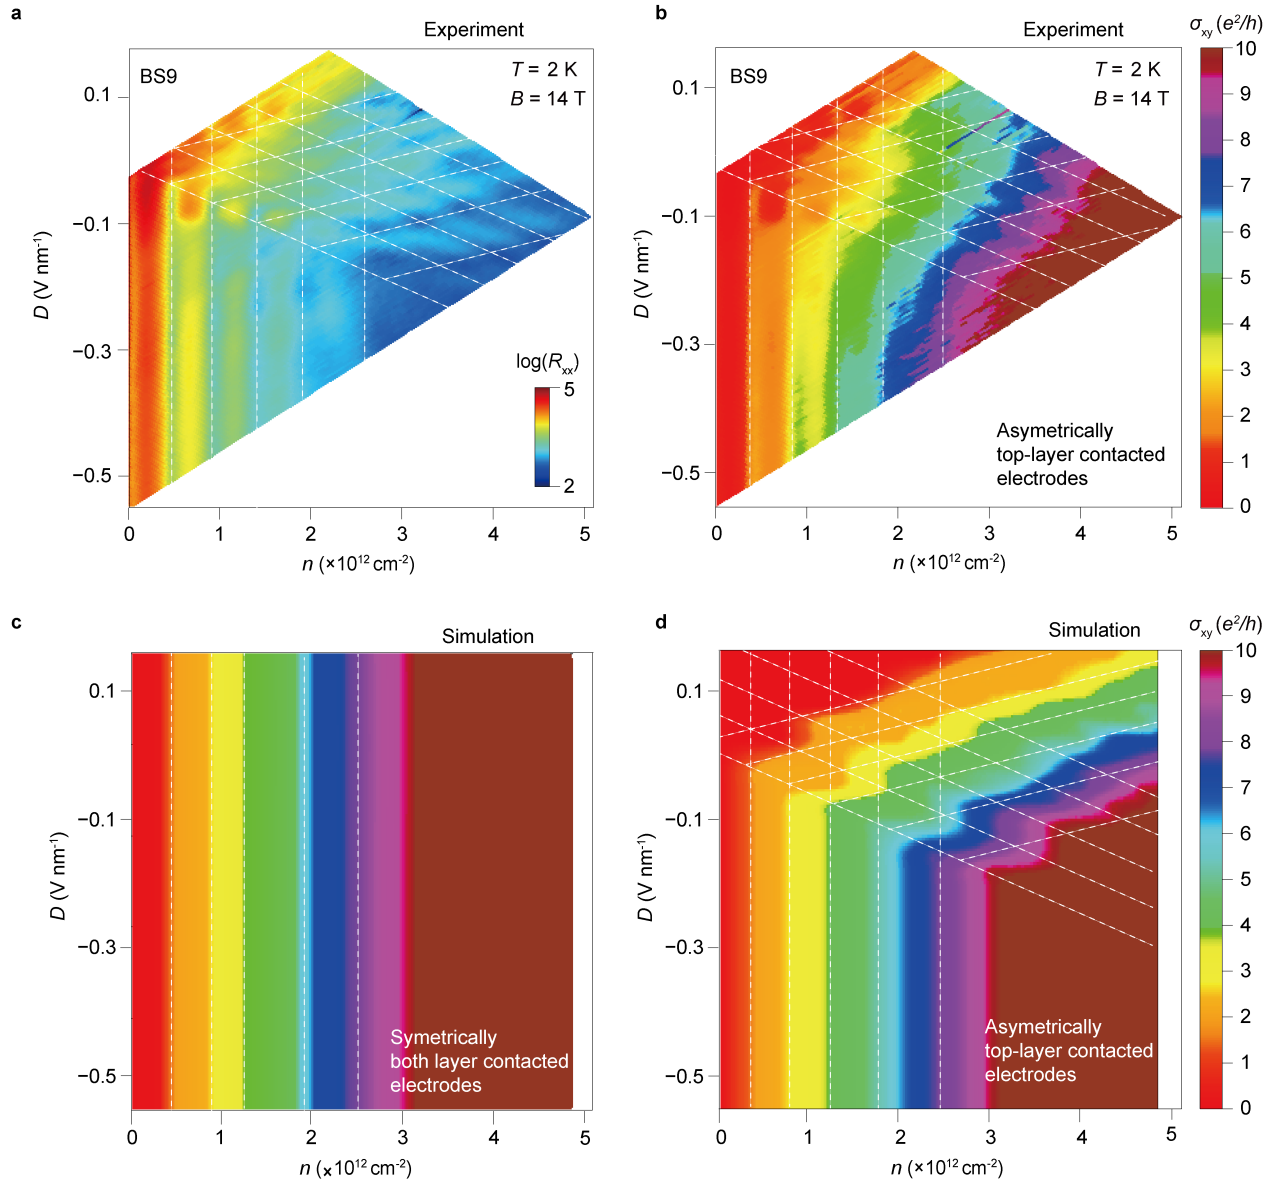 a
Experiment
BS9
T = 2 K
B = 14 T
0.1
−0.1
−0.3
−0.5
D (V nm⁻¹)
log(Rxx)
5
2
0 1 2 3 4 5
n (×10¹² cm⁻²)
b
Experiment
σxy (e²/h)
BS9
T = 2 K
B = 14 T
0.1
−0.1
−0.3
−0.5
D (V nm⁻¹)
Asymetrically
top-layer contacted
electrodes
0 1 2 3 4 5
n (×10¹² cm⁻²)
10
9
8
7
6
5
4
3
2
1
0
c
Simulation
0.1
−0.1
−0.3
−0.5
D (V nm⁻¹)
Symetrically
both layer contacted
electrodes
0 1 2 3 4 5
n (×10¹² cm⁻²)
d
Simulation
σxy (e²/h)
0.1
−0.1
−0.3
−0.5
D (V nm⁻¹)
Asymetrically
top-layer contacted
electrodes
0 1 2 3 4 5
n (×10¹² cm⁻²)
10
9
8
7
6
5
4
3
2
1
0